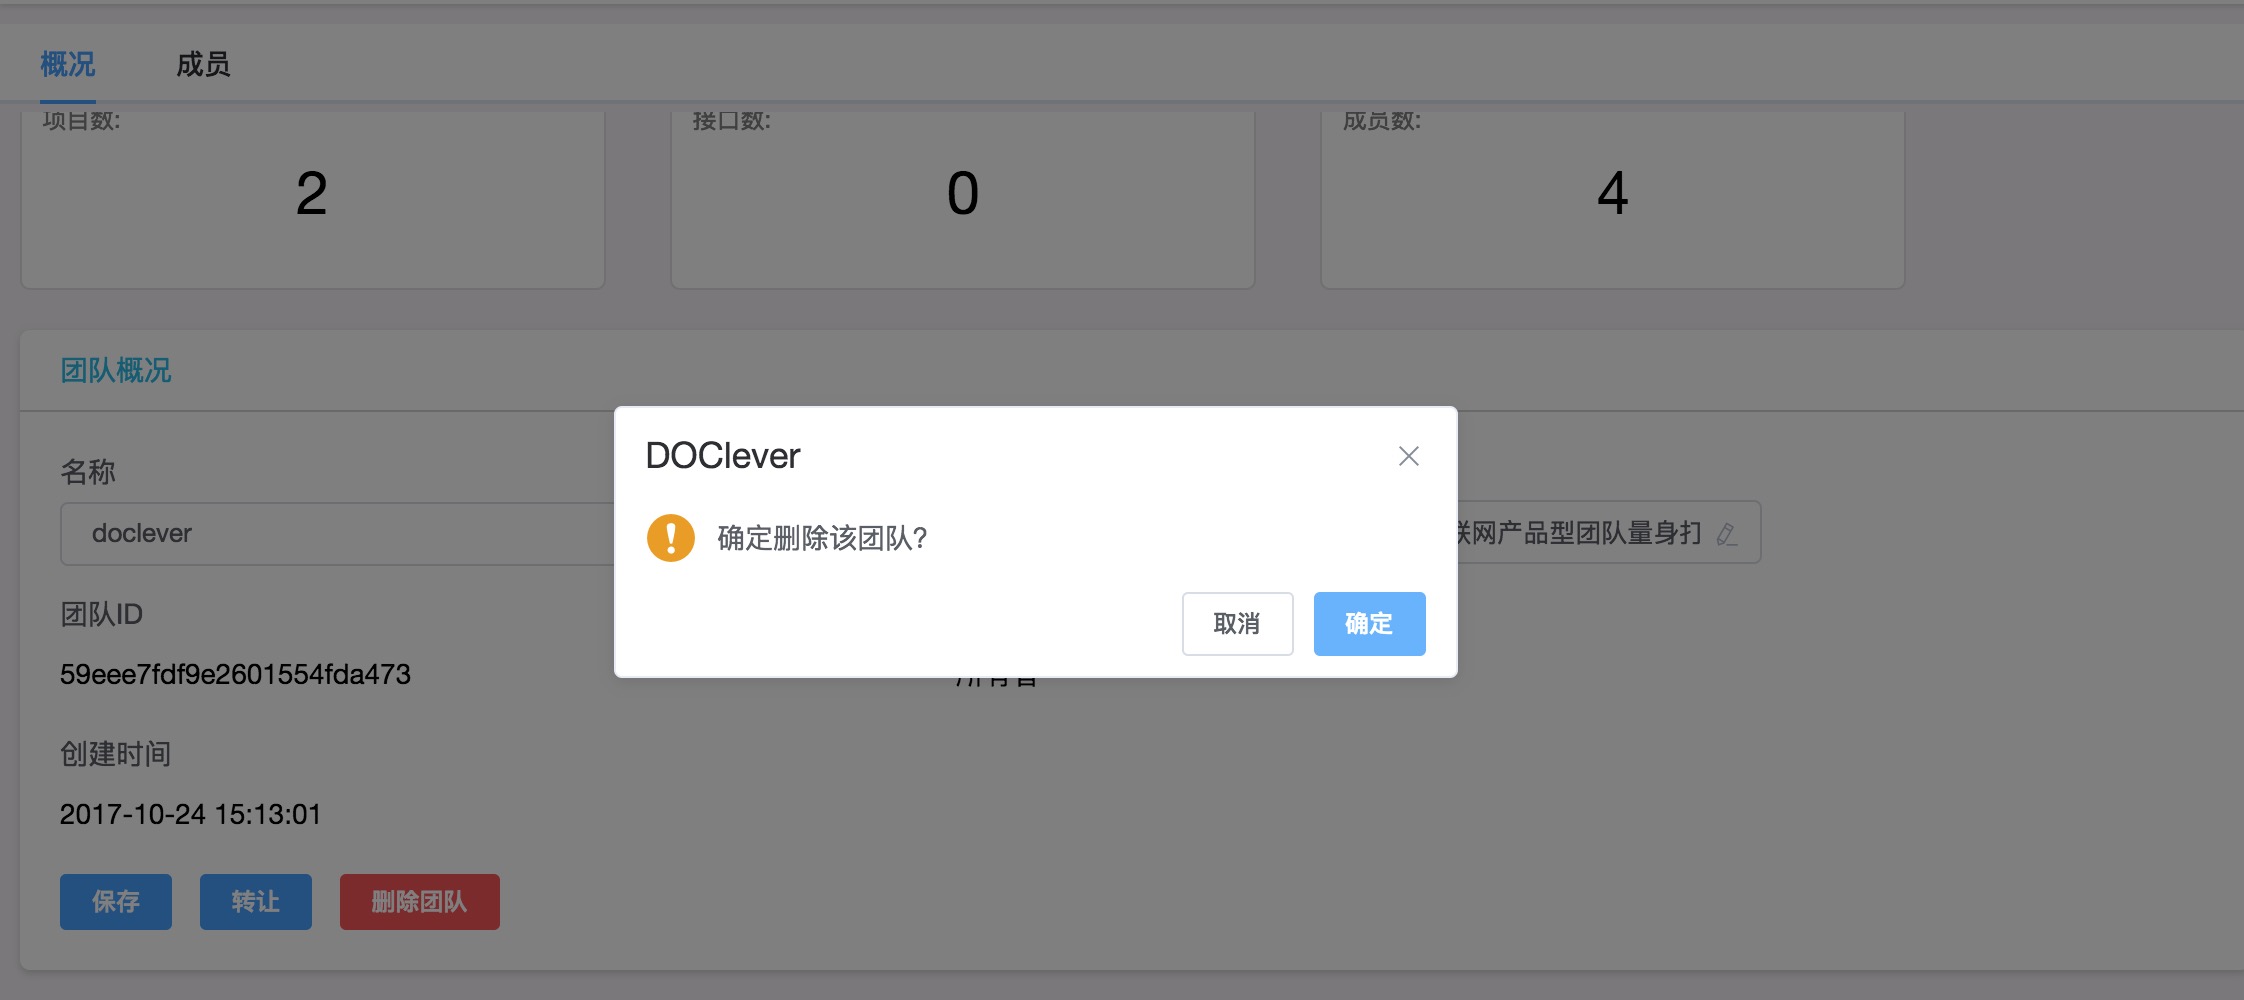 概况 成员
项目数: 接口数: 成员数:
2 0 4
团队概况
DOClever
名称
确定删除该团队?
doclever
网产品型团队量身打
取消 确定
团队ID
59eee7fdf9e2601554fda473
创建时间
2017-10-24 15:13:01
保存 转让 删除团队